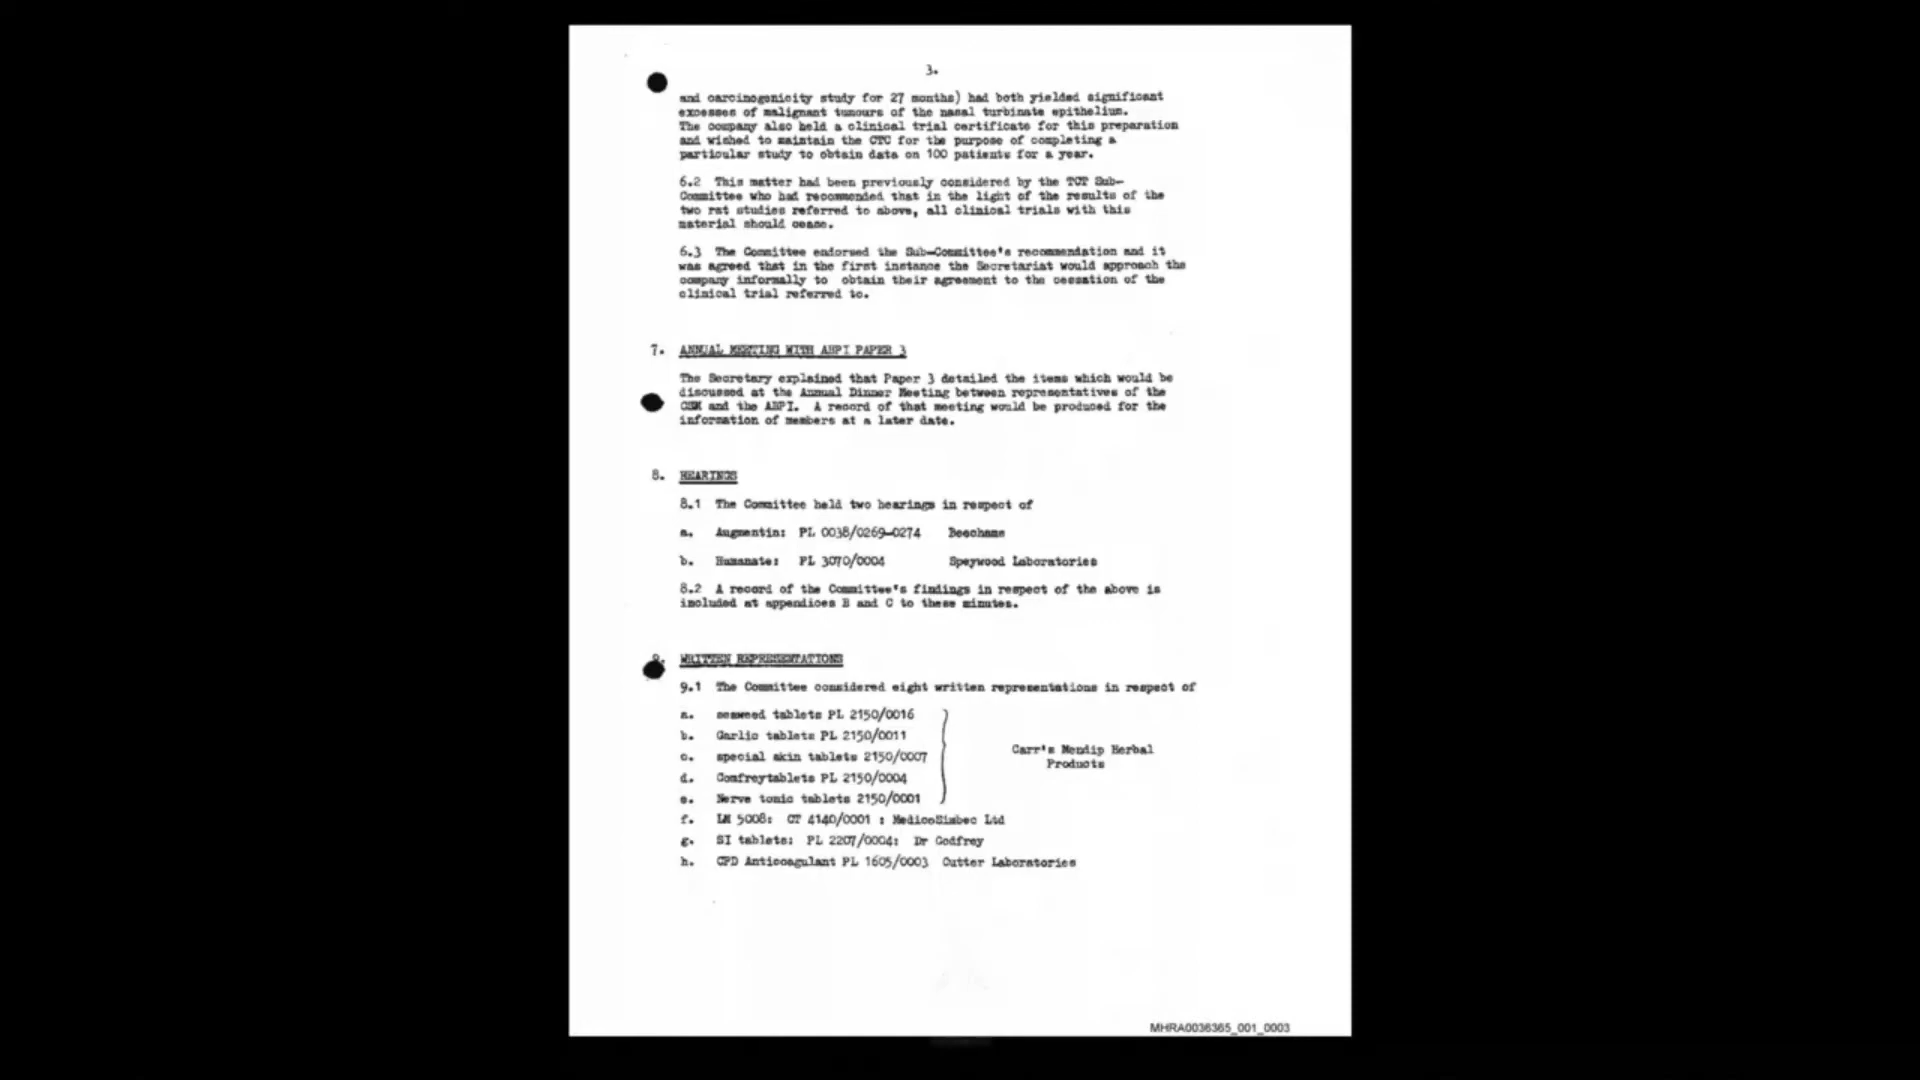 3.
and carcinogenicity study for 27 months) had both yielded significant
excesses of malignant tumours of the nasal turbinate epithelium.
The company also held a clinical trial certificate for this preparation
and wished to maintain the CTC for the purpose of completing a
particular study to obtain data on 100 patients for a year.
6.2 This matter had been previously considered by the TCT Sub-
Committee who had recommended that in the light of the results of the
two rat studies referred to above, all clinical trials with this
material should cease.
6.3 The Committee endorsed the Sub-Committee's recommendation and it
was agreed that in the first instance the Secretariat would approach the
company informally to obtain their agreement to the cessation of the
clinical trial referred to.
7. ANNUAL MEETING WITH ABPI PAPER 3
The Secretary explained that Paper 3 detailed the items which would be
discussed at the Annual Dinner Meeting between representatives of the
CSM and the ABPI. A record of that meeting would be produced for the
information of members at a later date.
8. HEARINGS
8.1 The Committee held two hearings in respect of
a. Augmentin: PL 0038/0269-0274 Beechams
b. Humanate: PL 3070/0004 Speywood Laboratories
8.2 A record of the Committee's findings in respect of the above is
included at appendices B and C to these minutes.
9. WRITTEN REPRESENTATIONS
9.1 The Committee considered eight written representations in respect of
a. seaweed tablets PL 2150/0016
b. Garlic tablets PL 2150/0011
c. special skin tablets 2150/0007
d. Comfreytablets PL 2150/0004
e. Nerve tonic tablets 2150/0001
Carr's Mendip Herbal
Products
f. LM 5008: CT 4140/0001 : MedicoSimbec Ltd
g. SI tablets: PL 2207/0004: Dr Godfrey
h. CPD Anticoagulant PL 1605/0003 Cutter Laboratories
MHRA0036365_001_0003